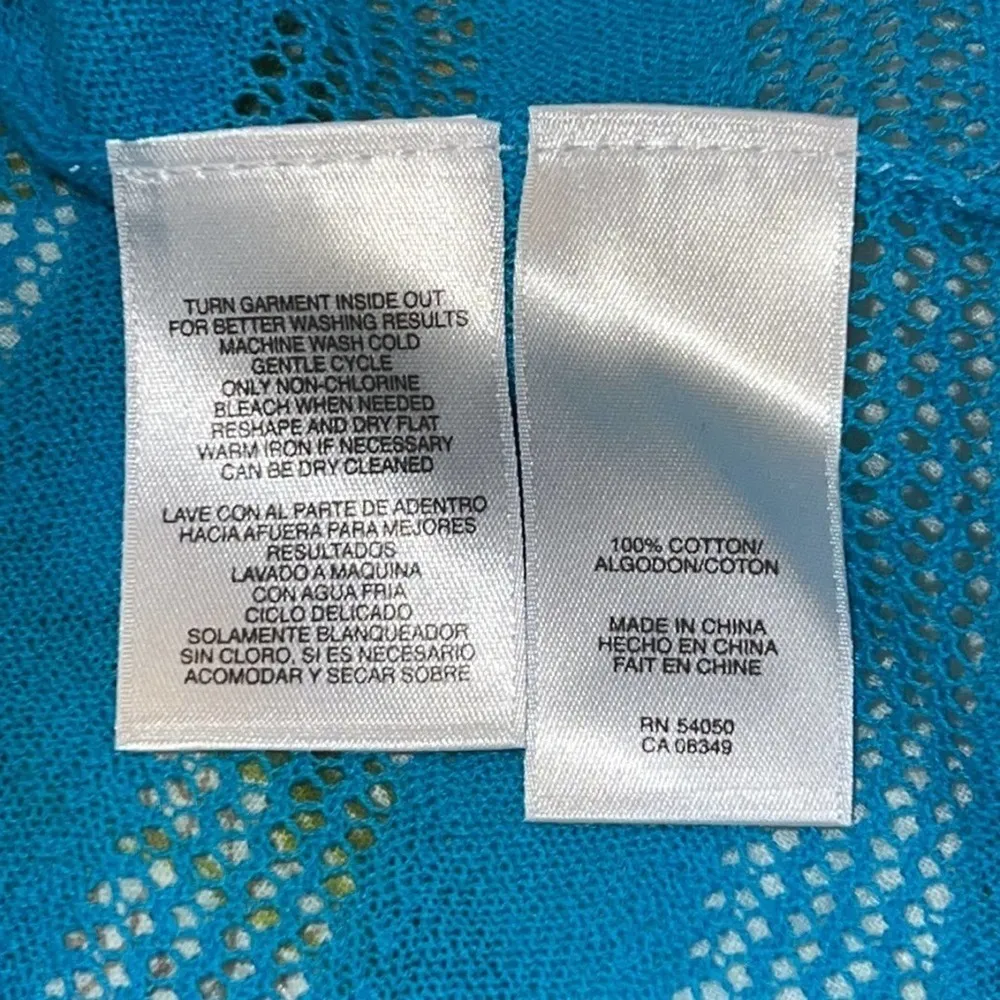 TURN GARMENT INSIDE OUT
FOR BETTER WASHING RESULTS
MACHINE WASH COLD
GENTLE CYCLE
ONLY NON-CHLORINE
BLEACH WHEN NEEDED
RESHAPE AND DRY FLAT
WARM IRON IF NECESSARY
CAN BE DRY CLEANED
LAVE CON AL PARTE DE ADENTRO
HACIA AFUERA PARA MEJORES
RESULTADOS
LAVADO A MAQUINA
CON AGUA FRIA
CICLO DELICADO
SOLAMENTE BLANQUEADOR
SIN CLORO, SI ES NECESARIO
ACOMODAR Y SECAR SOBRE
100% COTTON/
ALGODON/COTON
MADE IN CHINA
HECHO EN CHINA
FAIT EN CHINE
RN 54050
CA 08349